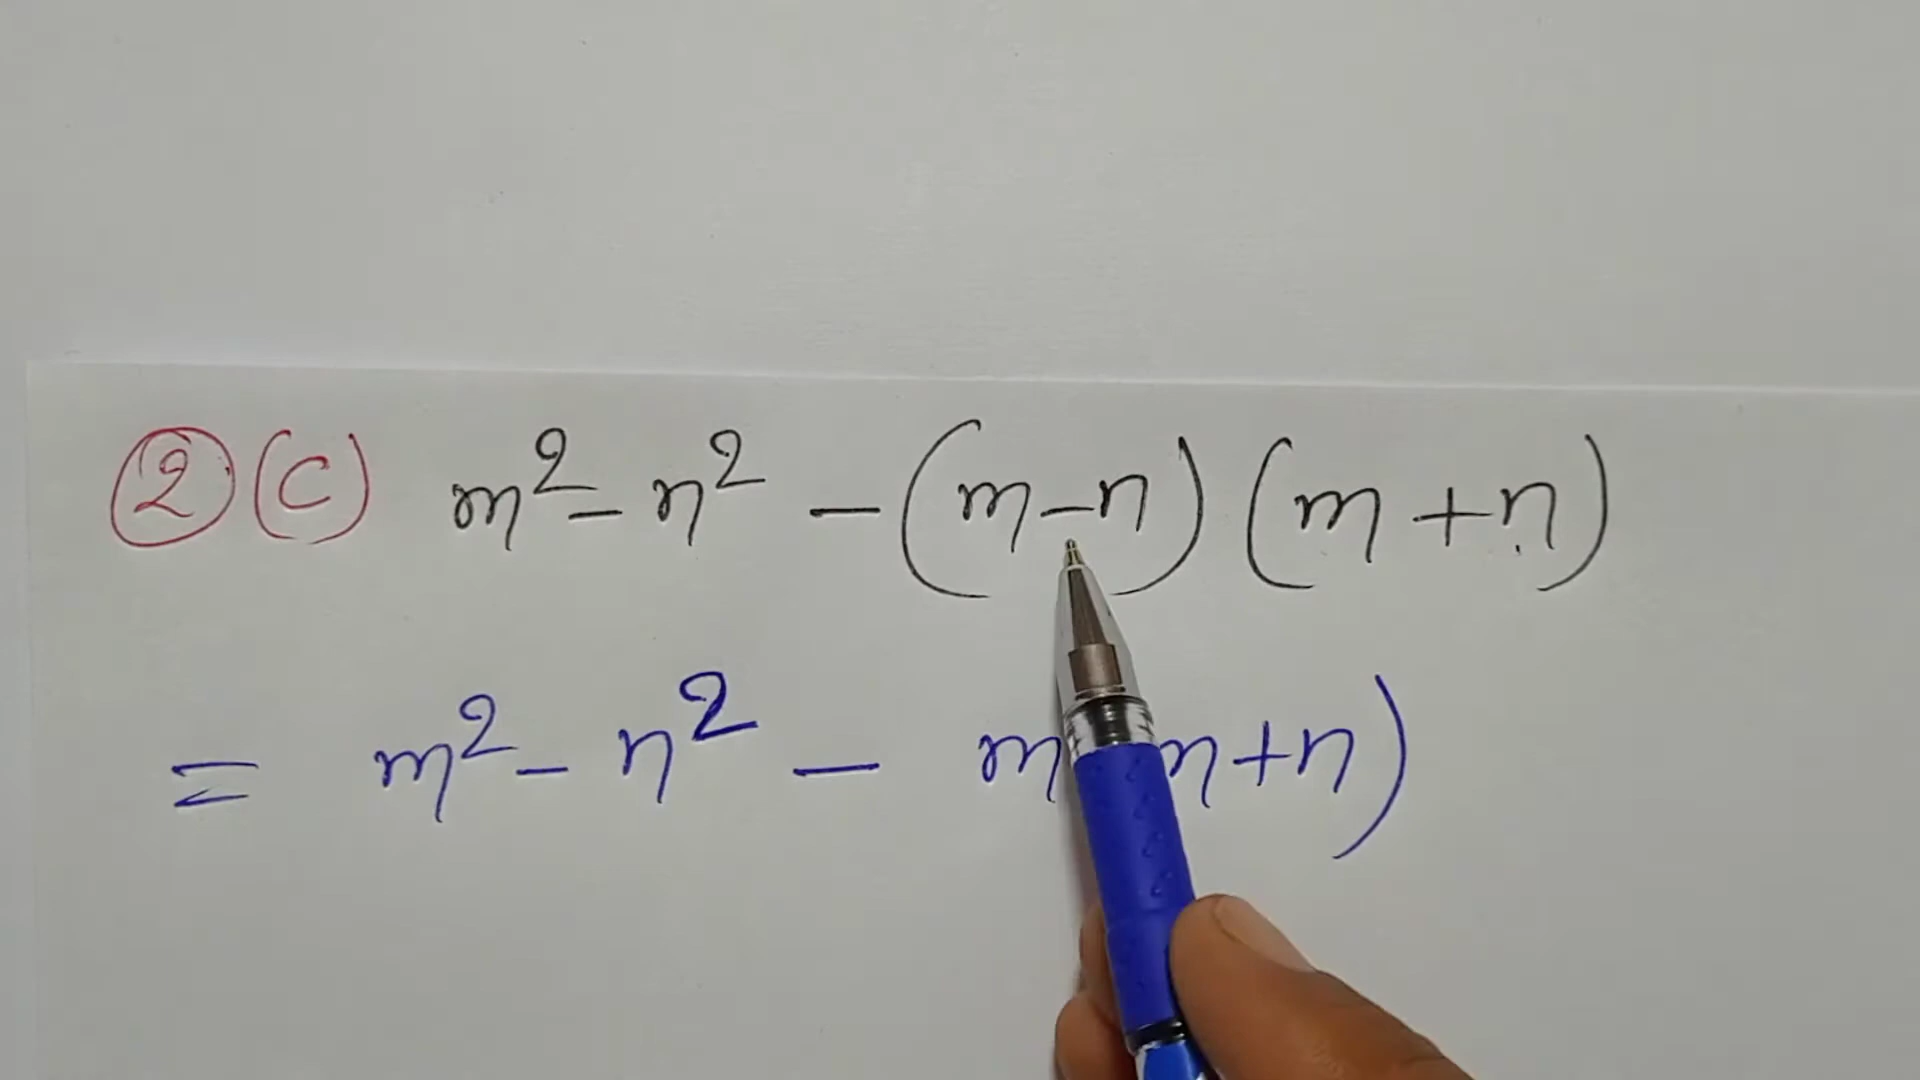 ② (C) m² - n² - (m-n) (m+n)
= m² - n² - m n+n)